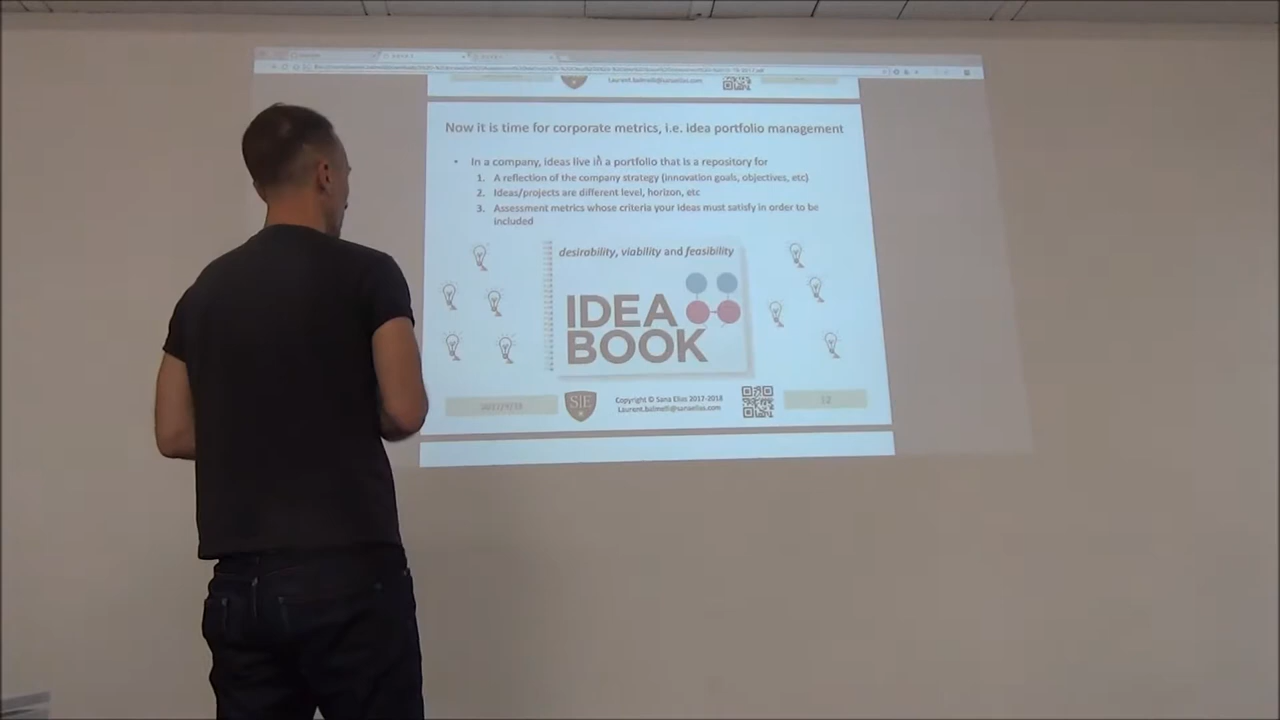 Laurent.balmelli@sanaelios.com
Now it is time for corporate metrics, i.e. idea portfolio management
• In a company, ideas live in a portfolio that is a repository for
1. A reflection of the company strategy (innovation goals, objectives, etc)
2. Ideas/projects are different level, horizon, etc
3. Assessment metrics whose criteria your ideas must satisfy in order to be
included
desirability, viability and feasibility
IDEA
BOOK
SIE
Copyright © Sana Elios 2017-2018
Laurent.balmelli@sanaelios.com
12